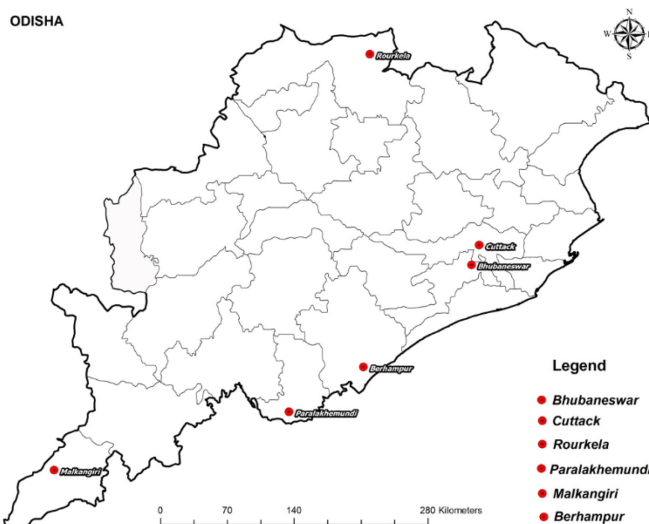 ODISHA
N
W E
S
Rourkela
Cuttack
Bhubaneswar
Berhampur
Paralakhemundi
Malkangiri
Legend
Bhubaneswar
Cuttack
Rourkela
Paralakhemundi
Malkangiri
Berhampur
0 70 140 280 Kilometers